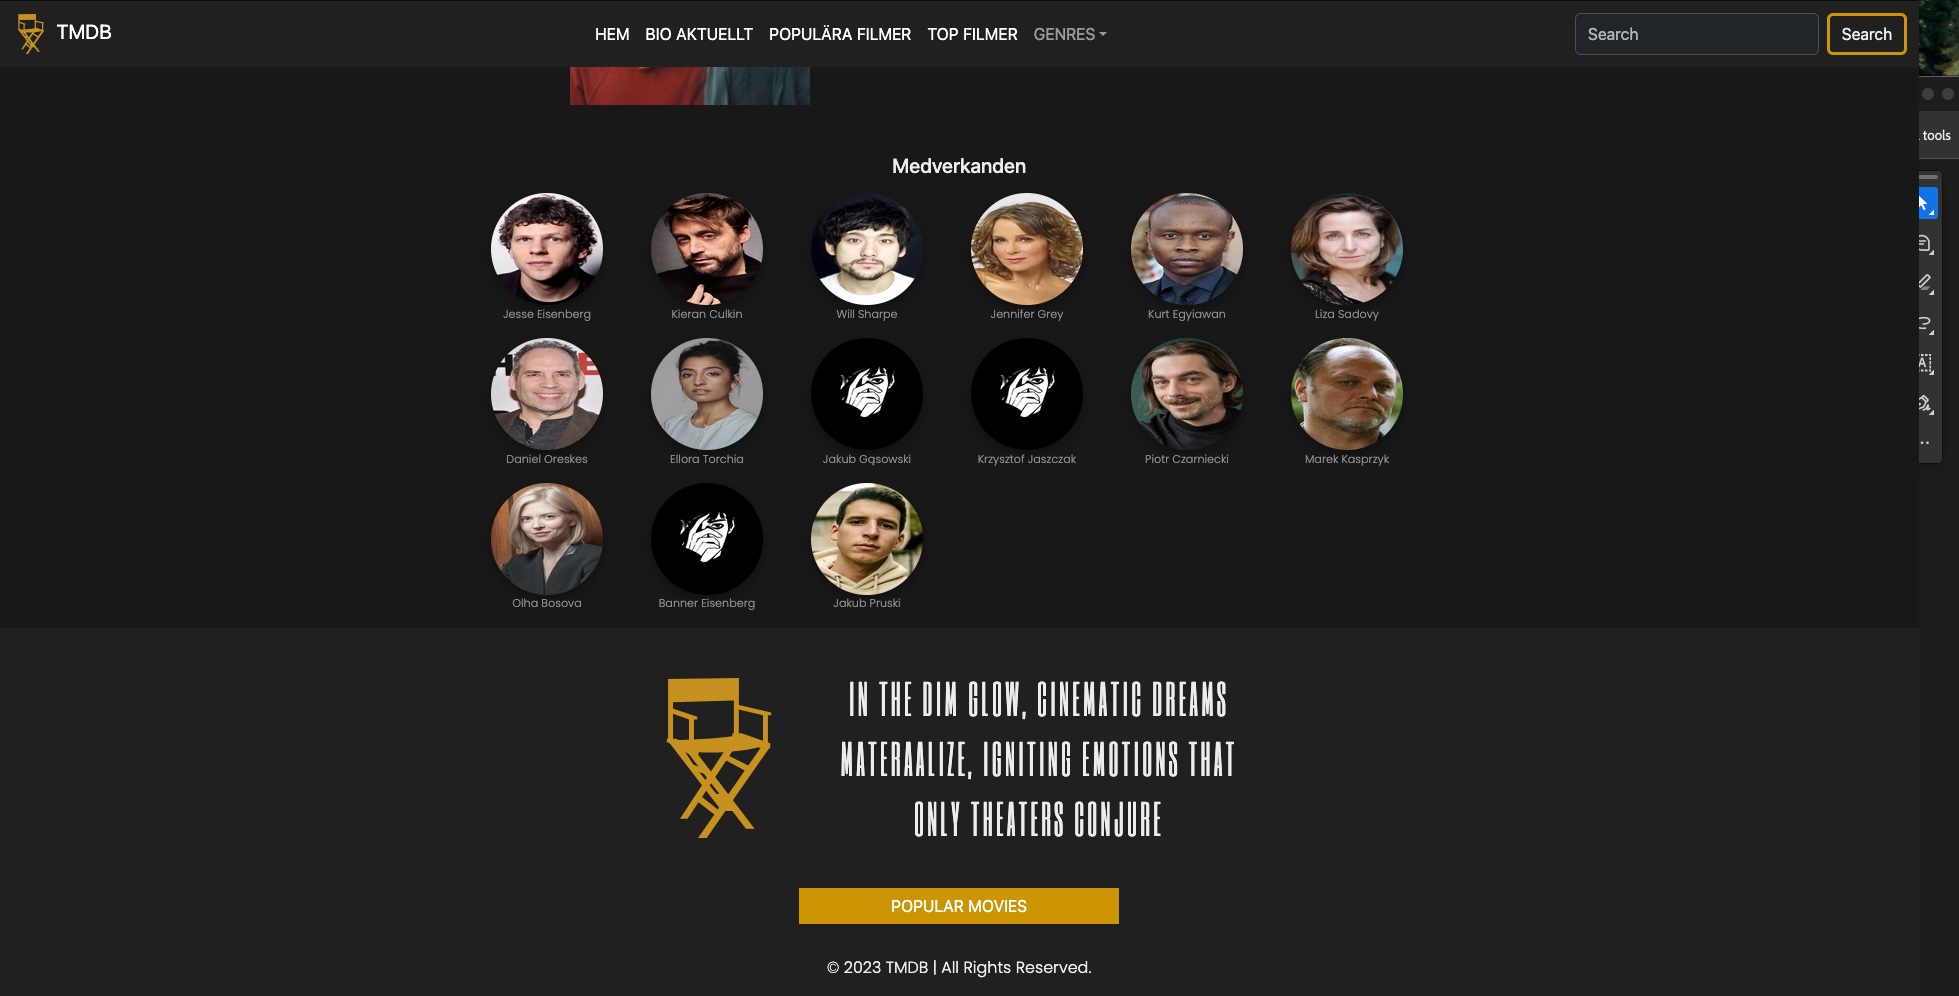 TMDB
HEM BIO AKTUELLT POPULÄRA FILMER TOP FILMER GENRES
Search
Search
tools
Medverkanden
Jesse Eisenberg
Kieran Culkin
Will Sharpe
Jennifer Grey
Kurt Egyiawan
Liza Sadovy
Daniel Oreskes
Ellora Torchia
Jakub Gąsowski
Krzysztof Jaszczak
Piotr Czarniecki
Marek Kasprzyk
Olha Bosova
Banner Eisenberg
Jakub Pruski
IN THE DIM GLOW, CINEMATIC DREAMS
MATERAALIZE, IGNITING EMOTIONS THAT
ONLY THEATERS CONJURE
POPULAR MOVIES
© 2023 TMDB | All Rights Reserved.